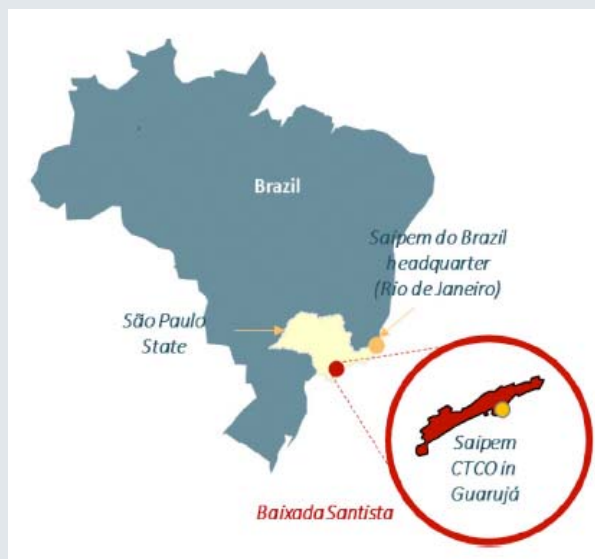 Brazil
Saipem do Brazil
headquarter
(Rio de Janeiro)
São Paulo
State
Saipem
CTCO in
Guarujá
Baixada Santista